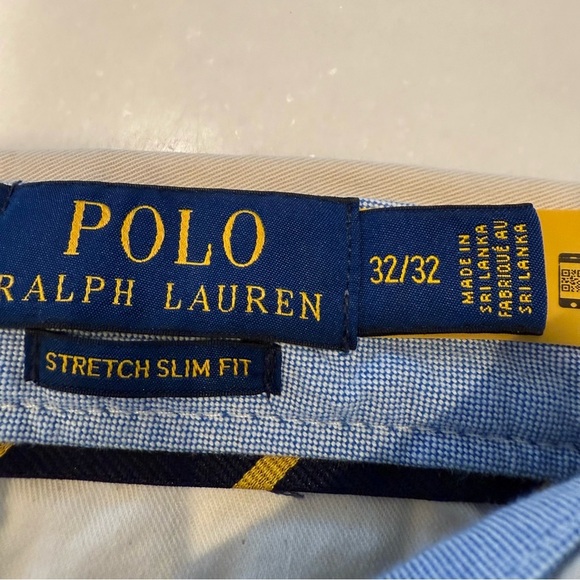 POLO
RALPH LAUREN
STRETCH SLIM FIT
32/32
MADE IN
SRI LANKA
FABRIQUÉ AU
SRI LANKA